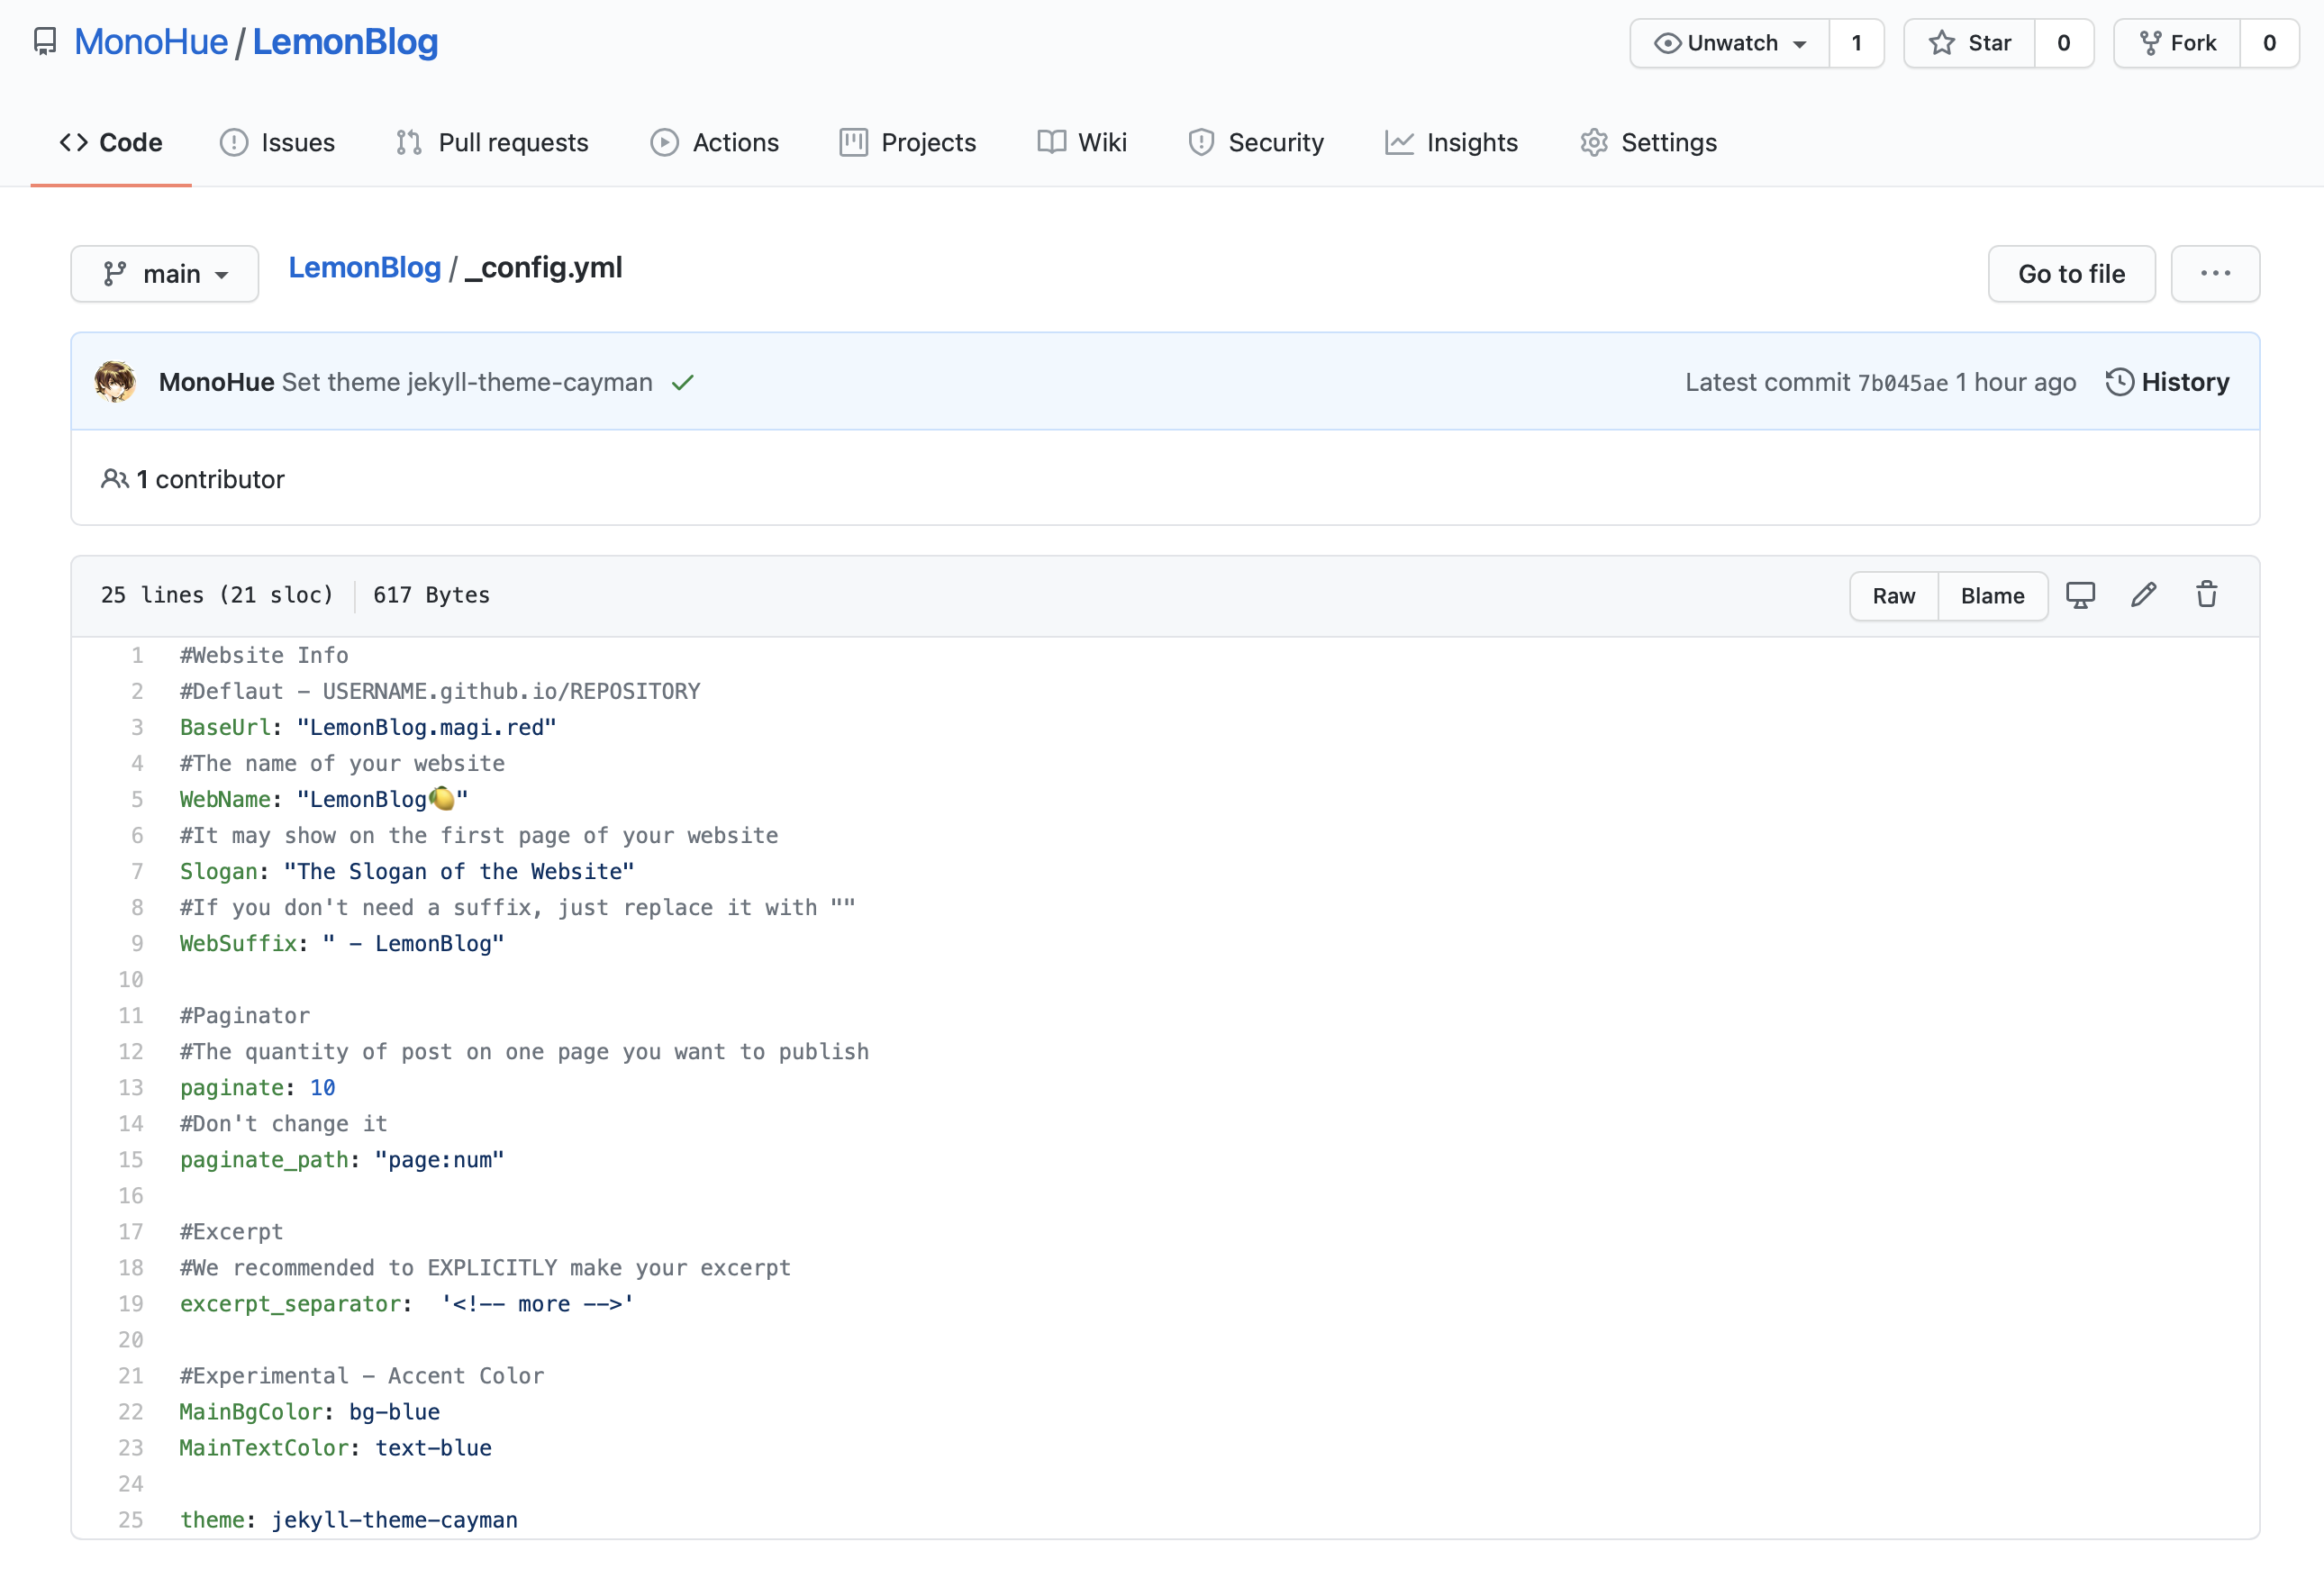 MonoHue / LemonBlog
Unwatch 1
Star 0
Fork 0
Code Issues Pull requests Actions Projects Wiki Security Insights Settings
main
LemonBlog / _config.yml
Go to file
...
MonoHue Set theme jekyll-theme-cayman
Latest commit 7b045ae 1 hour ago History
1 contributor
25 lines (21 sloc) 617 Bytes
Raw Blame
1 #Website Info
2 #Deflaut - USERNAME.github.io/REPOSITORY
3 BaseUrl: "LemonBlog.magi.red"
4 #The name of your website
5 WebName: "LemonBlog🍋"
6 #It may show on the first page of your website
7 Slogan: "The Slogan of the Website"
8 #If you don't need a suffix, just replace it with ""
9 WebSuffix: " - LemonBlog"
10
11 #Paginator
12 #The quantity of post on one page you want to publish
13 paginate: 10
14 #Don't change it
15 paginate_path: "page:num"
16
17 #Excerpt
18 #We recommended to EXPLICITLY make your excerpt
19 excerpt_separator:  '<!-- more -->'
20
21 #Experimental - Accent Color
22 MainBgColor: bg-blue
23 MainTextColor: text-blue
24
25 theme: jekyll-theme-cayman